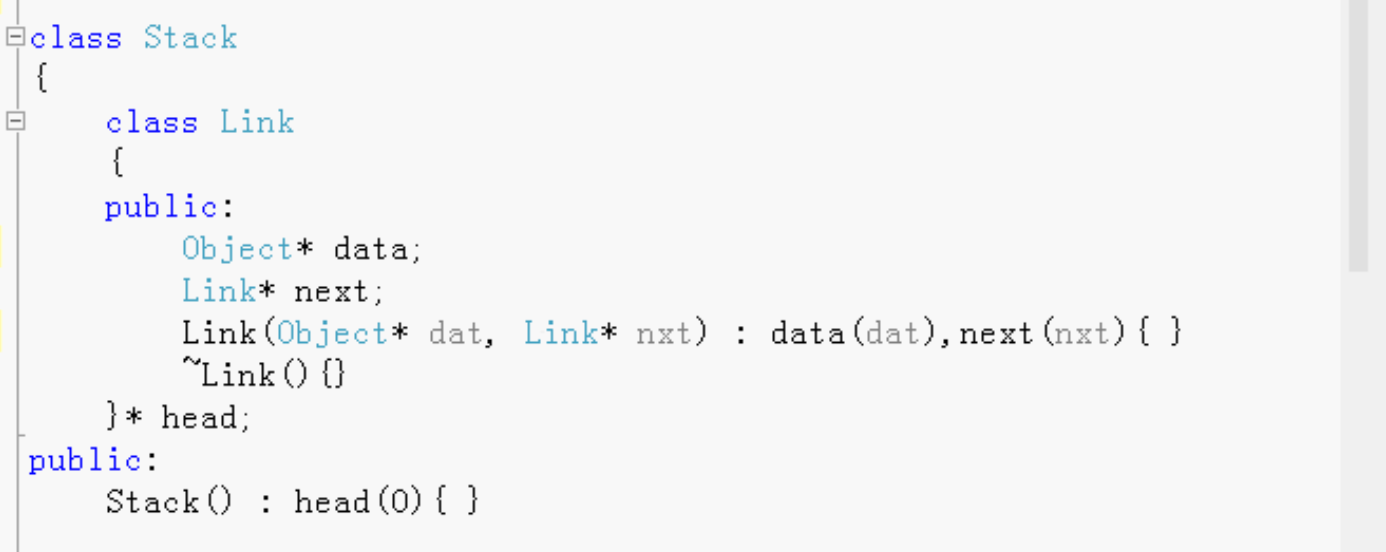 class Stack
{
class Link
{
public:
Object* data;
Link* next;
Link(Object* dat, Link* nxt) : data(dat),next(nxt){ }
~Link(){}
}* head;
public:
Stack() : head(0){ }